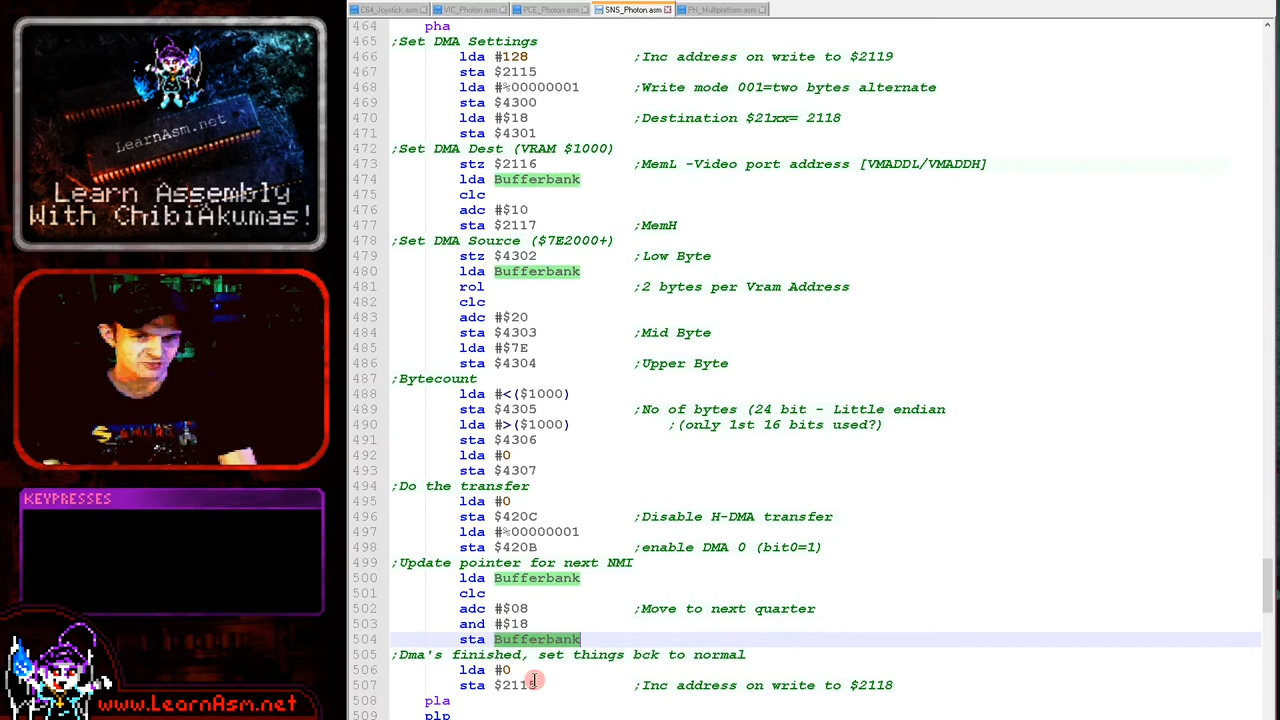 C64_Joystick.asm
VIC_Photon.asm
PCE_Photon.asm
SNS_Photon.asm
PH_Multiplatform.asm
LearnAsm.net
Learn Assembly
With ChibiAkumas!
KEYPRESSES
www.LearnAsm.net
464 pha
465 ;Set DMA Settings
466 lda #128 ;Inc address on write to $2119
467 sta $2115
468 lda #%00000001 ;Write mode 001=two bytes alternate
469 sta $4300
470 lda #$18 ;Destination $21xx= 2118
471 sta $4301
472 ;Set DMA Dest (VRAM $1000)
473 stz $2116 ;MemL -Video port address [VMADDL/VMADDH]
474 lda Bufferbank
475 clc
476 adc #$10
477 sta $2117 ;MemH
478 ;Set DMA Source ($7E2000+)
479 stz $4302 ;Low Byte
480 lda Bufferbank
481 rol ;2 bytes per Vram Address
482 clc
483 adc #$20
484 sta $4303 ;Mid Byte
485 lda #$7E
486 sta $4304 ;Upper Byte
487 ;Bytecount
488 lda #<($1000)
489 sta $4305 ;No of bytes (24 bit - Little endian
490 lda #>($1000) ;(only 1st 16 bits used?)
491 sta $4306
492 lda #0
493 sta $4307
494 ;Do the transfer
495 lda #0
496 sta $420C ;Disable H-DMA transfer
497 lda #%00000001
498 sta $420B ;enable DMA 0 (bit0=1)
499 ;Update pointer for next NMI
500 lda Bufferbank
501 clc
502 adc #$08 ;Move to next quarter
503 and #$18
504 sta Bufferbank
505 ;Dma's finished, set things bck to normal
506 lda #0
507 sta $2115 ;Inc address on write to $2118
508 pla
509 plp